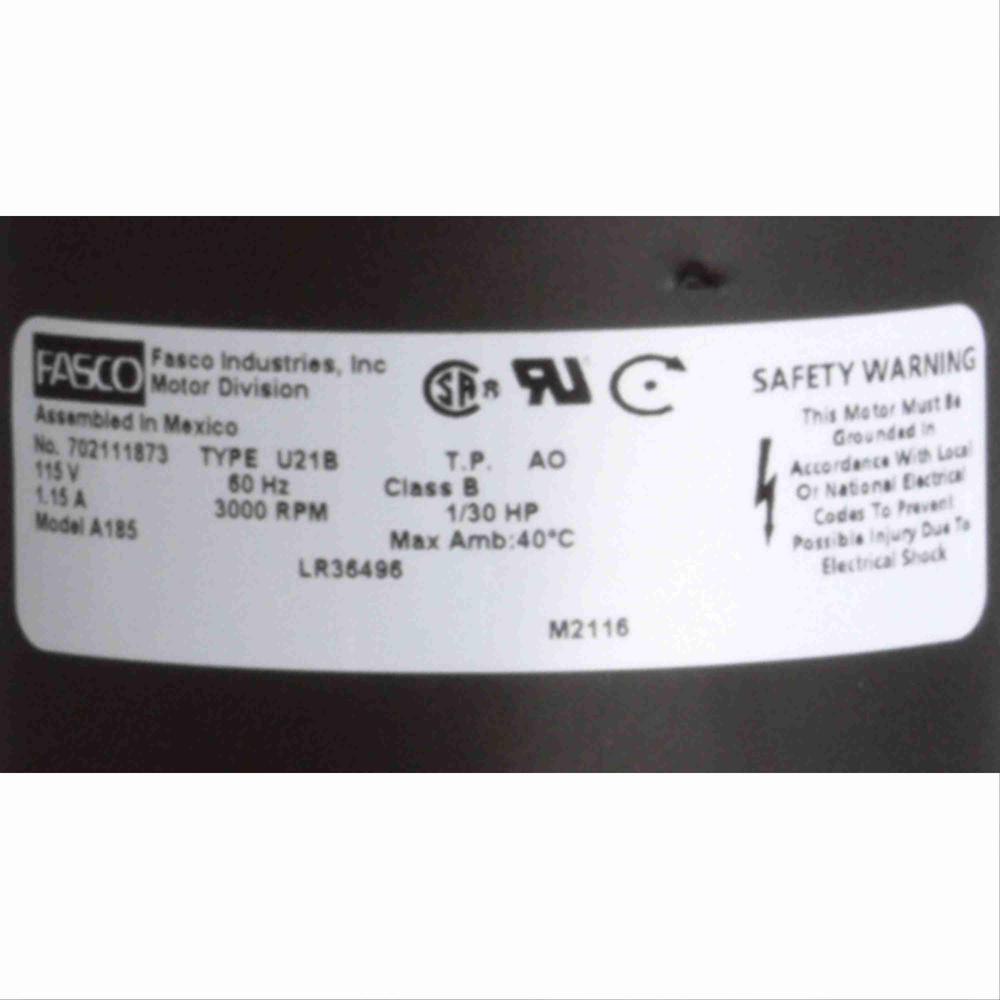 FASCO
Fasco Industries, Inc
Motor Division
Assembled In Mexico
No. 702111873 TYPE U21B T.P. AO
115 V 60 Hz Class B
1.15 A 3000 RPM 1/30 HP
Model A185 Max Amb:40°C
LR36496
M2116
SAFETY WARNING
This Motor Must Be
Grounded In
Accordance With Local
Or National Electrical
Codes To Prevent
Possible Injury Due To
Electrical Shock